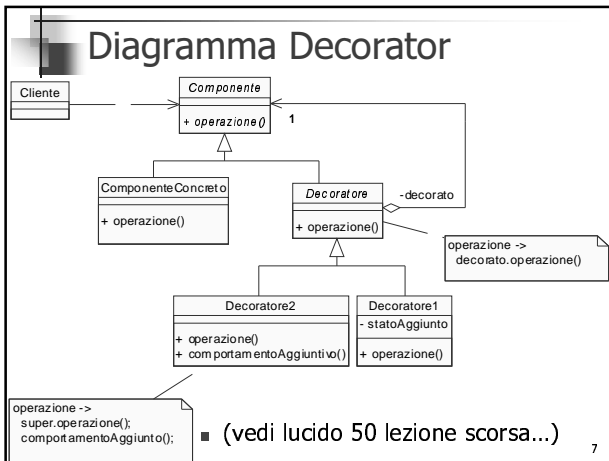 Diagramma Decorator
Cliente
Componente
+ operazione()
1
ComponenteConcreto
+ operazione()
Decoratore
+ operazione()
-decorato
operazione ->
decorato.operazione()
Decoratore2
+ operazione()
+ comportamentoAggiuntivo()
Decoratore1
- statoAggiunto
+ operazione()
operazione ->
super.operazione();
comportamentoAggiunto();
(vedi lucido 50 lezione scorsa...)
7